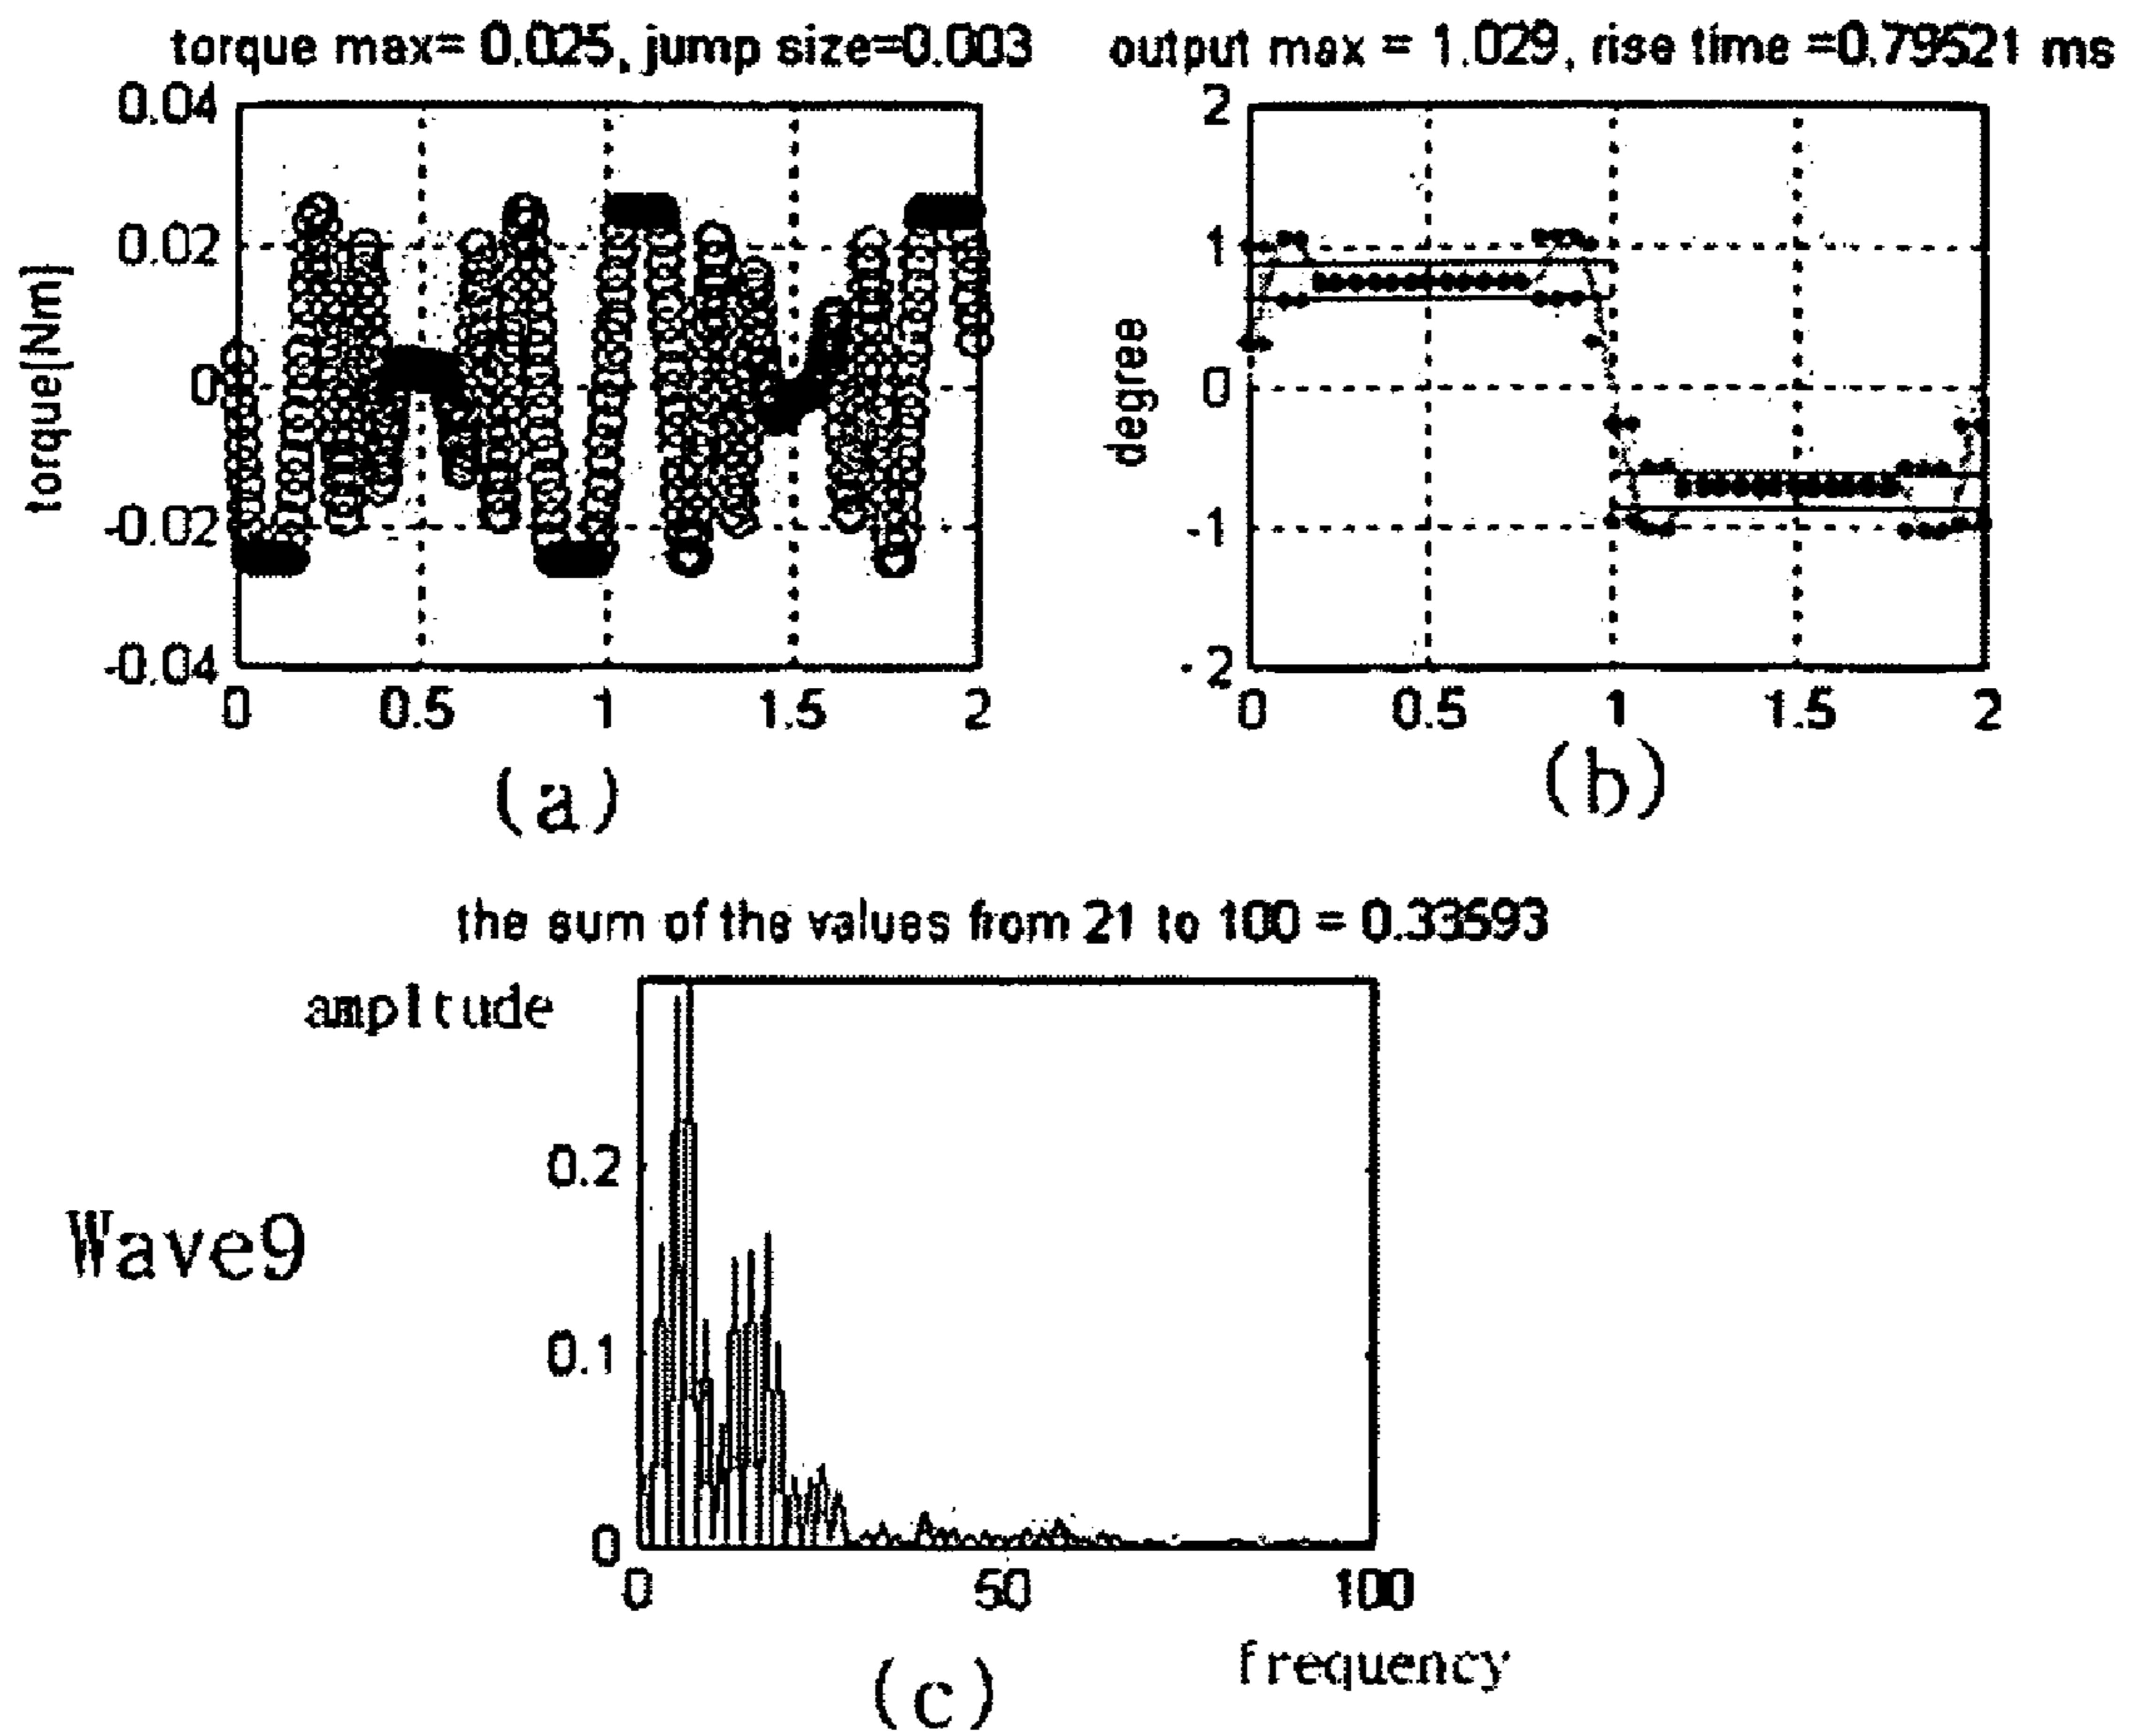 torque max= 0.025, jump size=0.003
0.04
0.02
0
-0.02
-0.04
torque[Nm]
0 0.5 1 1.5 2
(a)
output max = 1.029, rise time =0.79521 ms
2
1
0
-1
-2
degree
0 0.5 1 1.5 2
(b)
the sum of the values from 21 to 100 = 0.33593
ampltude
0.2
0.1
0
Wave9
0 50 100
frequency
(c)